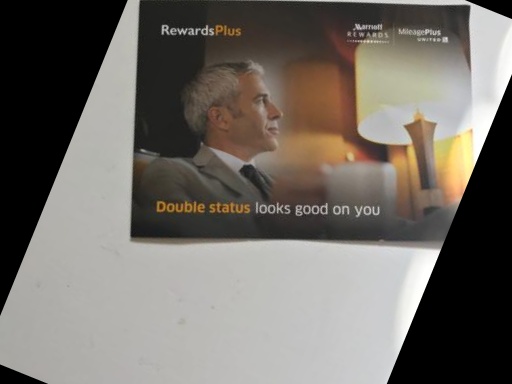 RewardsPlus
Marriott
REWARDS
MileagePlus
UNITED
Double status looks good on you